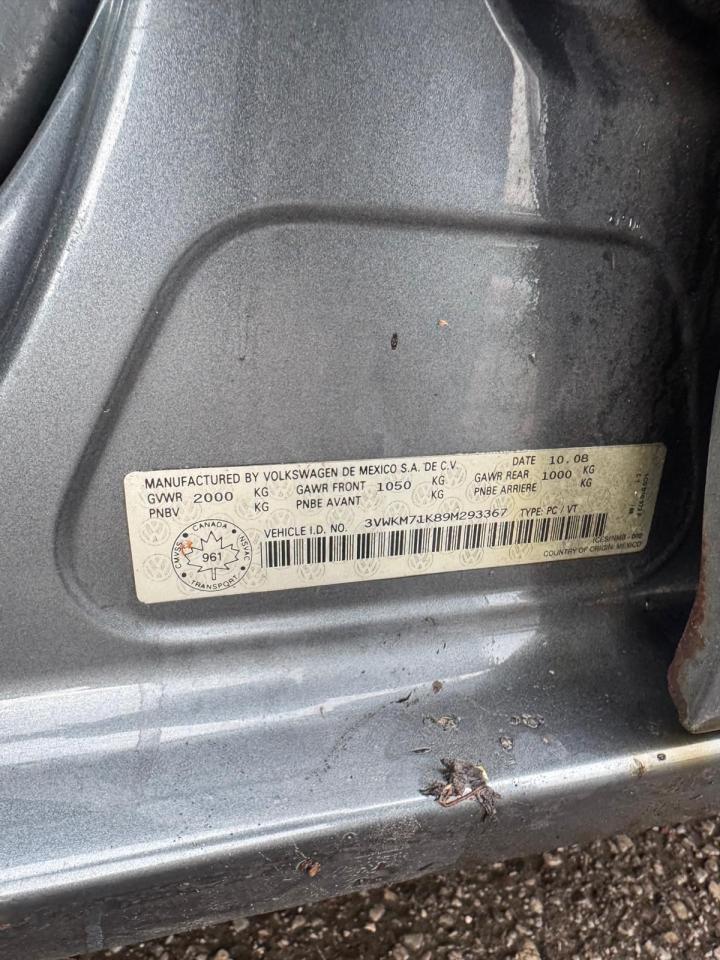 MANUFACTURED BY VOLKSWAGEN DE MEXICO S.A. DE C.V. DATE 10.08
GVWR 2000 KG GAWR FRONT 1050 KG GAWR REAR 1000 KG
PNBV KG PNBE AVANT KG PNBE ARRIERE KG
VEHICLE I.D. NO. 3VWKM71K89M293367 TYPE: PC / VT
CANADA
CMVSS 961 NSVAC
TRANSPORT
COUNTRY OF ORIGIN: MEXICO